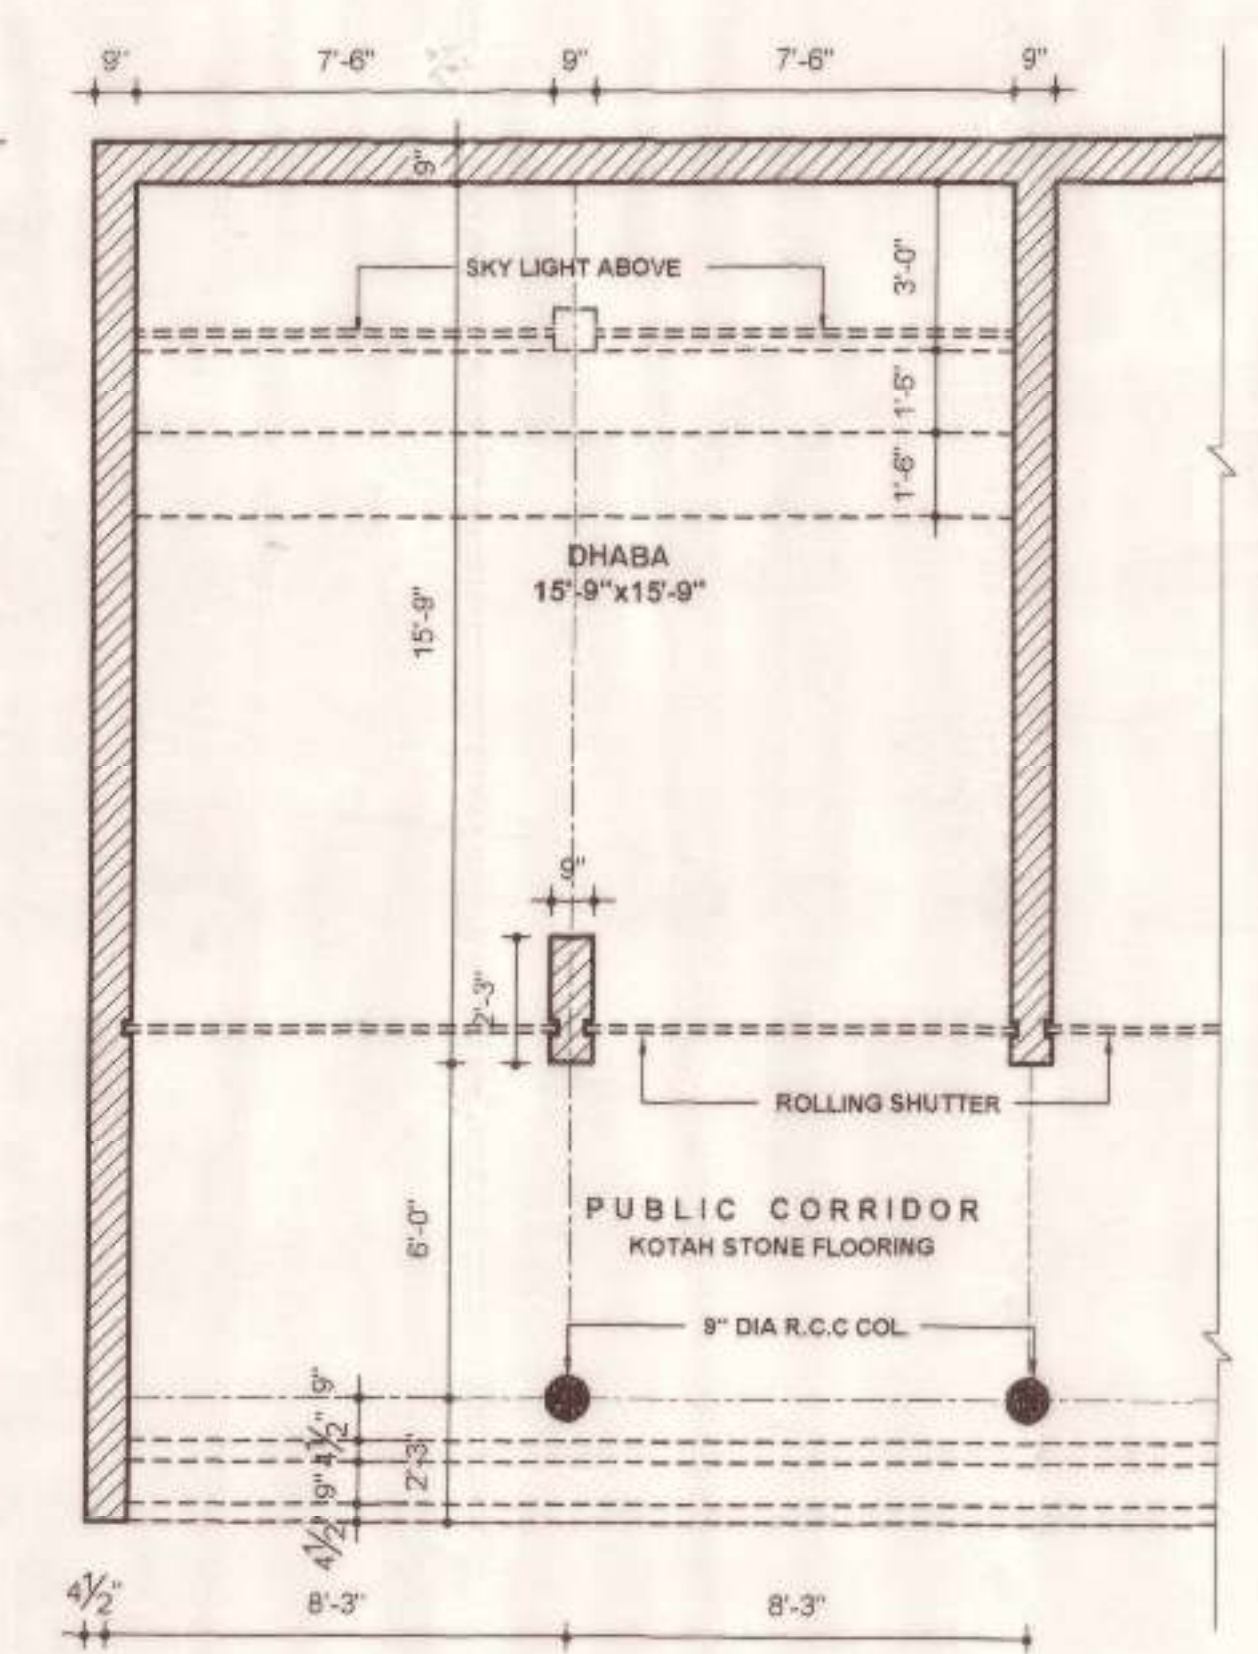 9" 7'-6" 9" 7'-6" 9"
9"
SKY LIGHT ABOVE
3'-0"
1'-6"
1'-6"
DHABA
15'-9"x15'-9"
15'-9"
9"
2'-3"
ROLLING SHUTTER
PUBLIC CORRIDOR
KOTAH STONE FLOORING
6'-0"
9" DIA R.C.C COL.
9"
4½"
9"
4½"
2'-3"
4½" 8'-3" 8'-3"